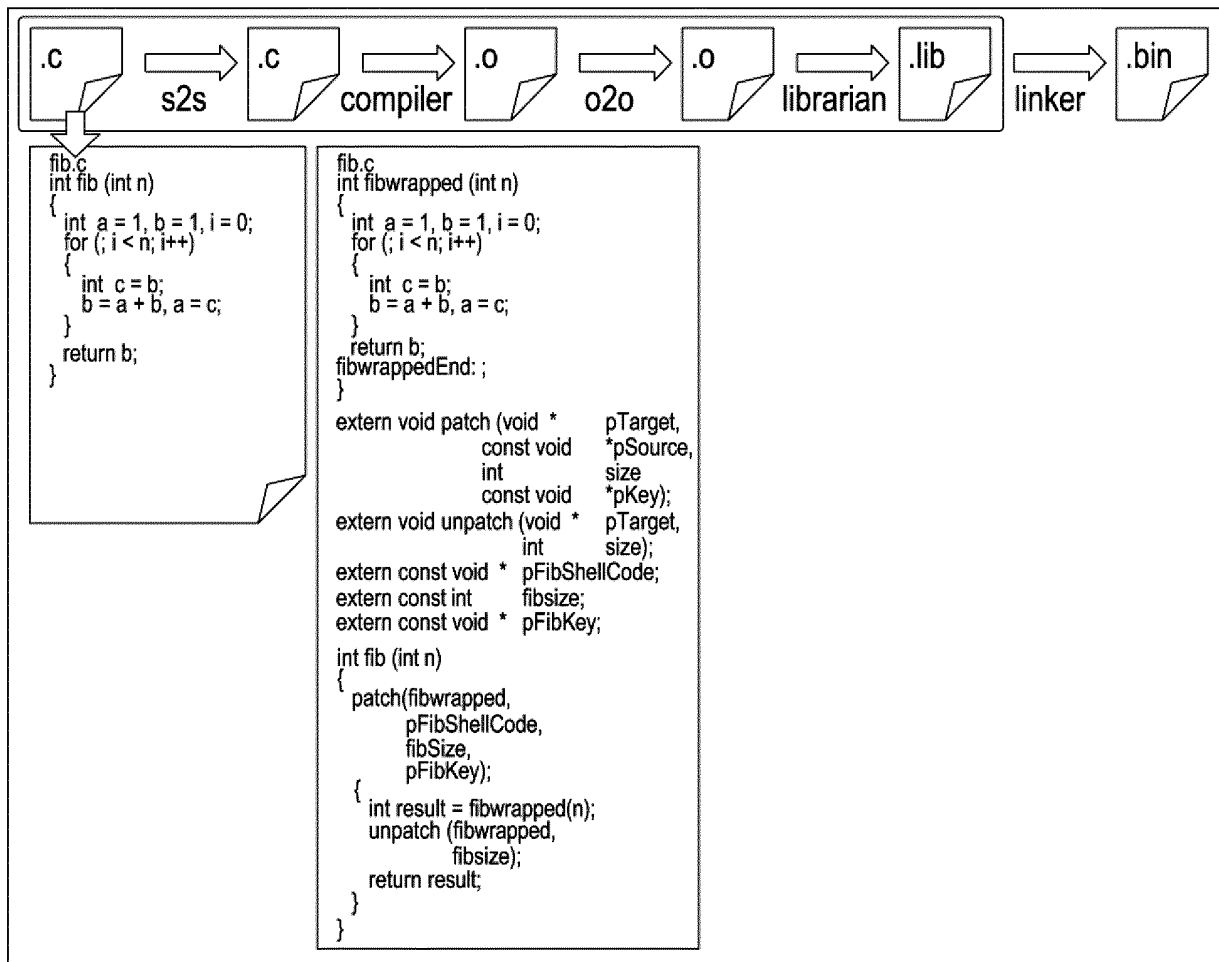 .c .c .o .o .lib .bin
s2s compiler o2o librarian linker
fib.c
int fib (int n)
{
int a = 1, b = 1, i = 0;
for (; i < n; i++)
{
int c = b;
b = a + b, a = c;
}
return b;
}
fib.c
int fibwrapped (int n)
{
int a = 1, b = 1, i = 0;
for (; i < n; i++)
{
int c = b;
b = a + b, a = c;
}
return b;
fibwrappedEnd: ;
}
extern void patch (void * pTarget,
const void *pSource,
int size
const void *pKey);
extern void unpatch (void * pTarget,
int size);
extern const void * pFibShellCode;
extern const int fibsize;
extern const void * pFibKey;
int fib (int n)
{
patch(fibwrapped,
pFibShellCode,
fibSize,
pFibKey);
{
int result = fibwrapped(n);
unpatch (fibwrapped,
fibsize);
return result;
}
}